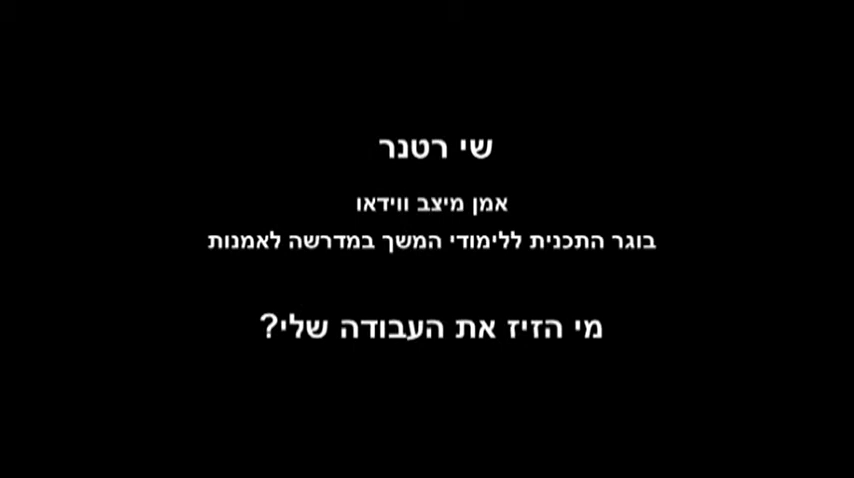 שי רטנר
אמן מיצב ווידאו
בוגר התכנית ללימודי המשך במדרשה לאמנות
מי הזיז את העבודה שלי?